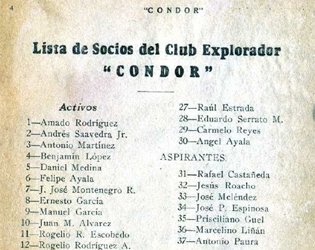 4
"CONDOR"
Lista de Socios del Club Explorador
"CONDOR"
Activos
1—Amado Rodríguez
2—Andrés Saavedra Jr.
3—Antonio Martínez
4—Benjamin López
5—Daniel Medina
6—Felipe Ayala
7—J. José Montenegro R.
8—Ernesto García
9—Manuel García
10—Juan M. Alvarez
11—Rogelio R. Escobedo
12—Rogelio Rodríguez A.
27—Raúl Estrada
28—Eduardo Serrato M.
29—Carmelo Reyes
30—Angel Ayala
ASPIRANTES:
31—Rafael Castañeda
32—Jesús Roacho
33—José Meléndez
34—José P. Espinosa
35—Prisciliano Guel
36—Marcelino Liñán
37—Antonio Paura